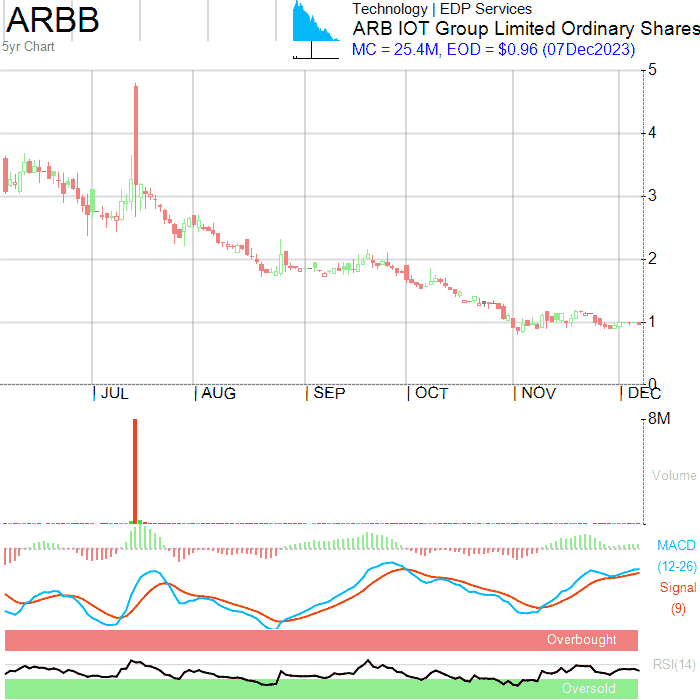 ARBB
5yr Chart
Technology | EDP Services
ARB IOT Group Limited Ordinary Shares
MC = 25.4M, EOD = $0.96 (07Dec2023)
5
4
3
2
1
0
JUL
AUG
SEP
OCT
NOV
DEC
8M
Volume
MACD
(12-26)
Signal
(9)
Overbought
RSI(14)
Oversold